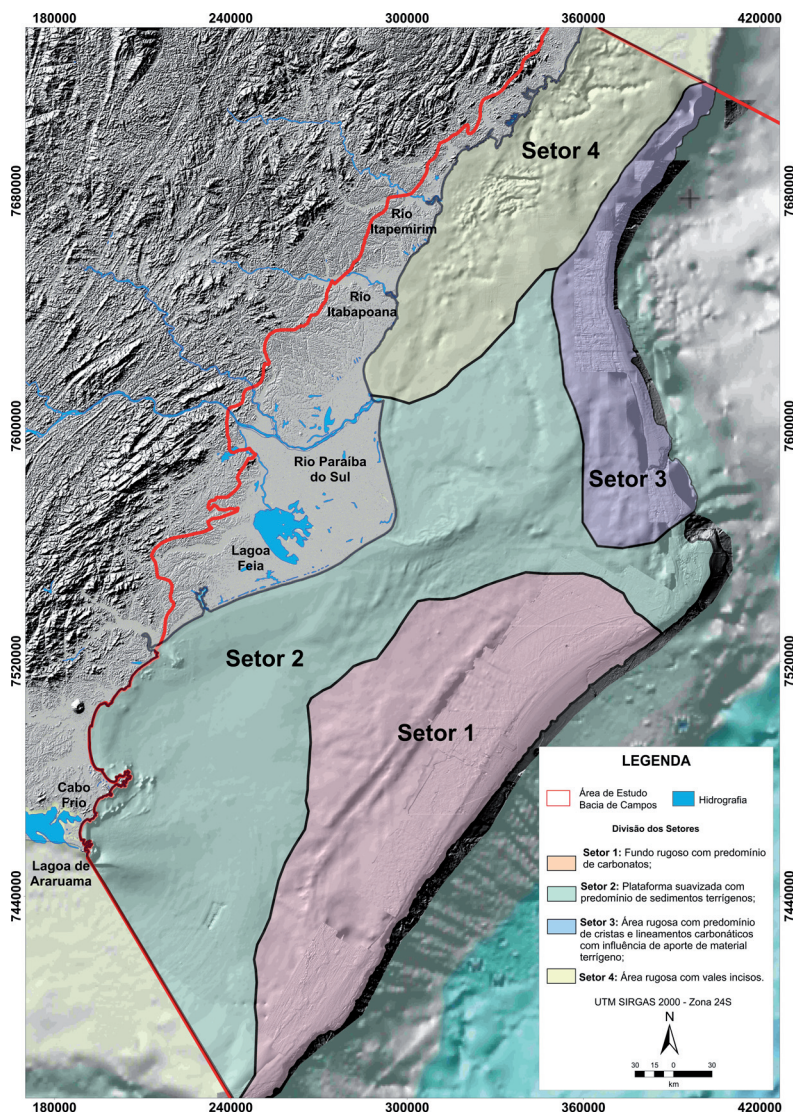 180000 240000 300000 360000 420000
7680000
7600000
7520000
7440000
7680000
7600000
7520000
7440000
Setor 4
Rio
Itapemirim
Rio
Itabapoana
Rio Paraíba
do Sul
Setor 3
Lagoa
Feia
Setor 2
Setor 1
Cabo
Frio
Lagoa de
Araruama
LEGENDA
Área de Estudo
Bacia de Campos
Hidrografia
Divisão dos Setores
Setor 1: Fundo rugoso com predomínio
de carbonatos;
Setor 2: Plataforma suavizada com
predomínio de sedimentos terrígenos;
Setor 3: Área rugosa com predomínio
de cristas e lineamentos carbonáticos
com influência de aporte de material
terrígeno;
Setor 4: Área rugosa com vales incisos.
UTM SIRGAS 2000 - Zona 24S
N
30 15 0 30
km
180000 240000 300000 360000 420000